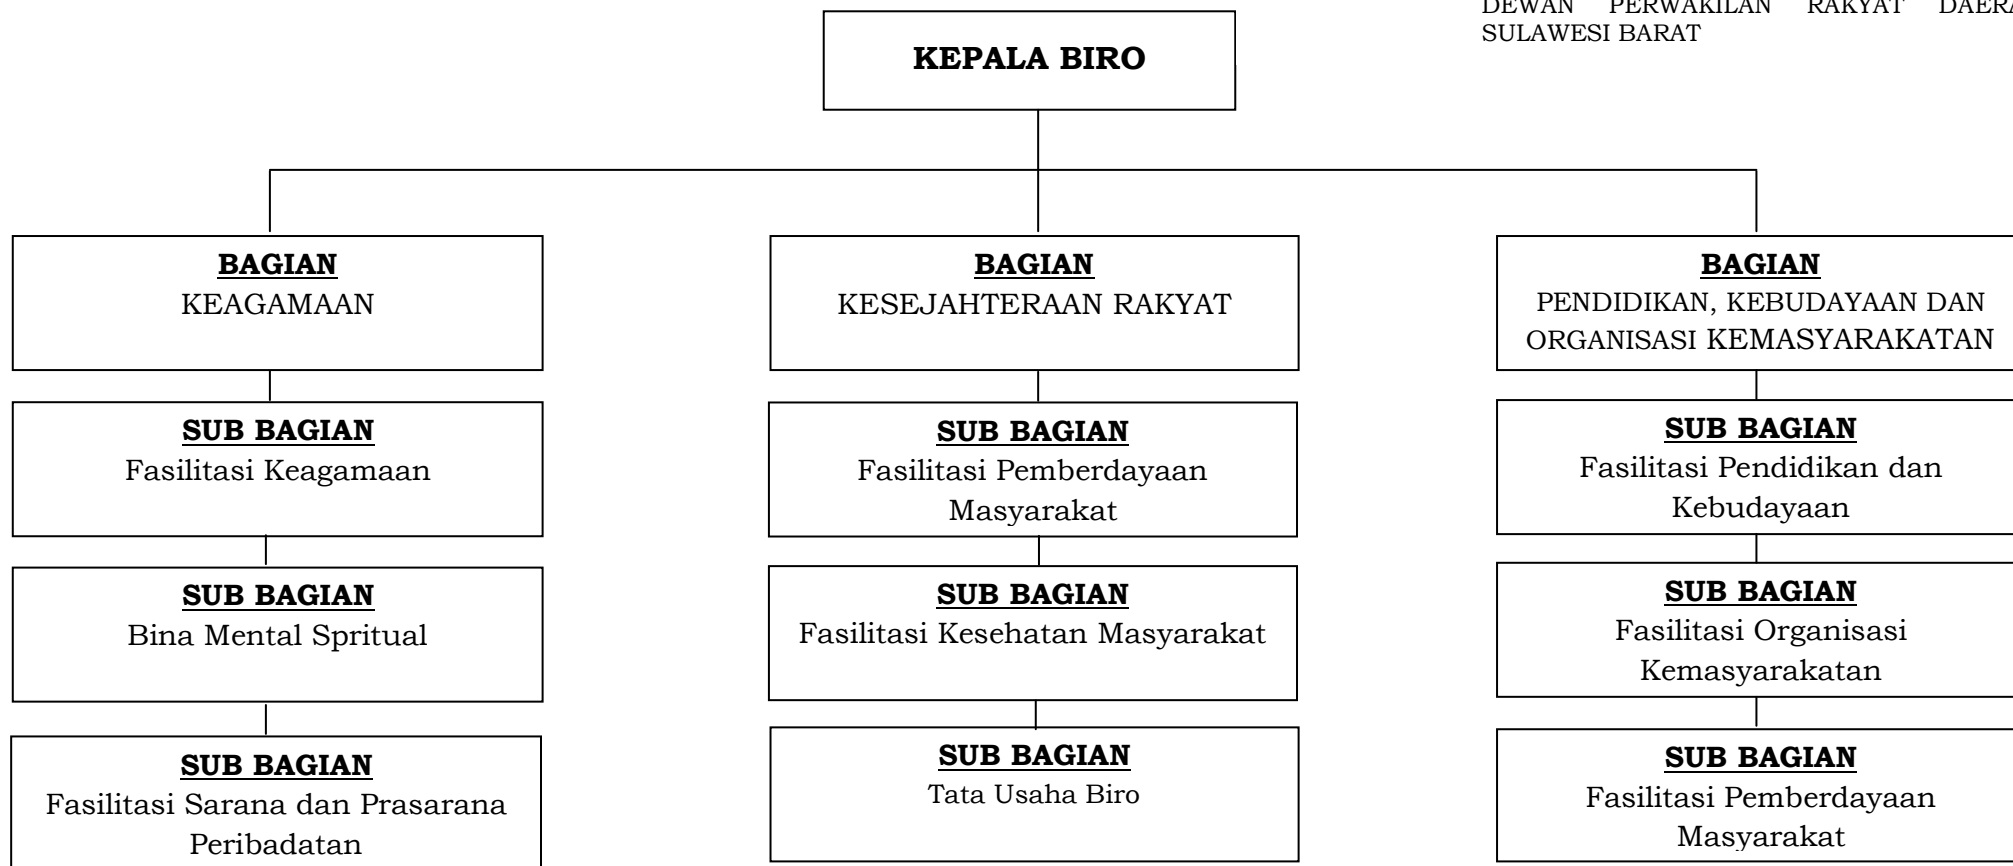 DEWAN PERWAKILAN RAKYAT
SULAWESI BARAT
KEPALA BIRO
BAGIAN
KEAGAMAAN
SUB BAGIAN
Fasilitasi Keagamaan
SUB BAGIAN
Bina Mental Spritual
SUB BAGIAN
Fasilitasi Sarana dan Prasarana
Peribadatan
BAGIAN
KESEJAHTERAAN RAKYAT
SUB BAGIAN
Fasilitasi Pemberdayaan
Masyarakat
SUB BAGIAN
Fasilitasi Kesehatan Masyarakat
SUB BAGIAN
Tata Usaha Biro
BAGIAN
PENDIDIKAN, KEBUDAYAAN DAN
ORGANISASI KEMASYARAKATAN
SUB BAGIAN
Fasilitasi Pendidikan dan
Kebudayaan
SUB BAGIAN
Fasilitasi Organisasi
Kemasyarakatan
SUB BAGIAN
Fasilitasi Pemberdayaan
Masyarakat